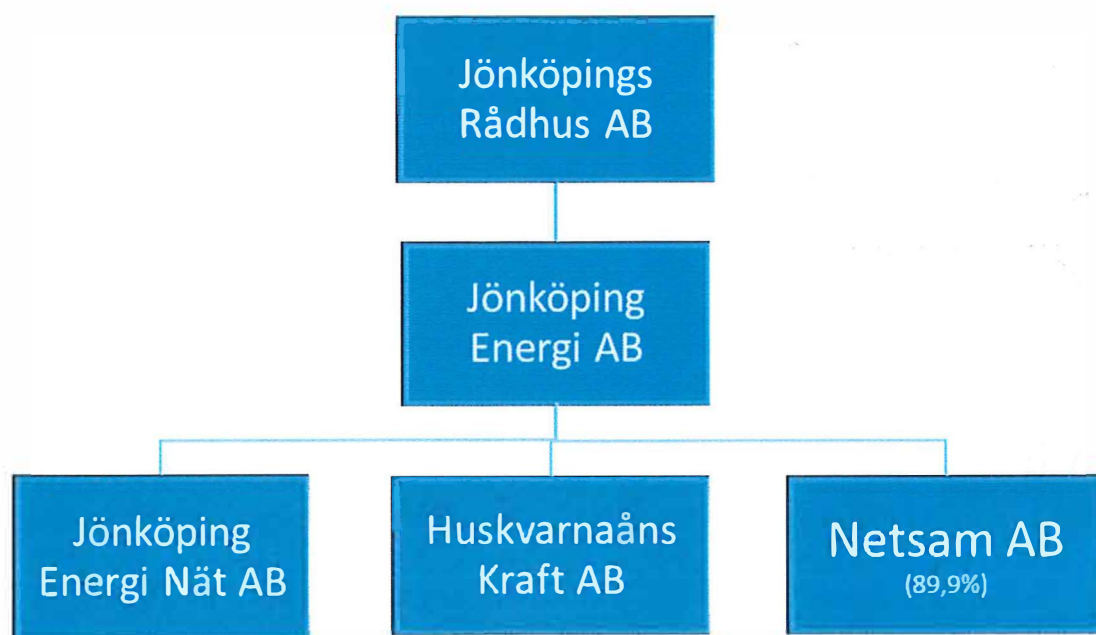 Jönköpings
Rådhus AB
Jönköping
Energi AB
Jönköping
Energi Nät AB
Huskvarnaåns
Kraft AB
Netsam AB
(89,9%)